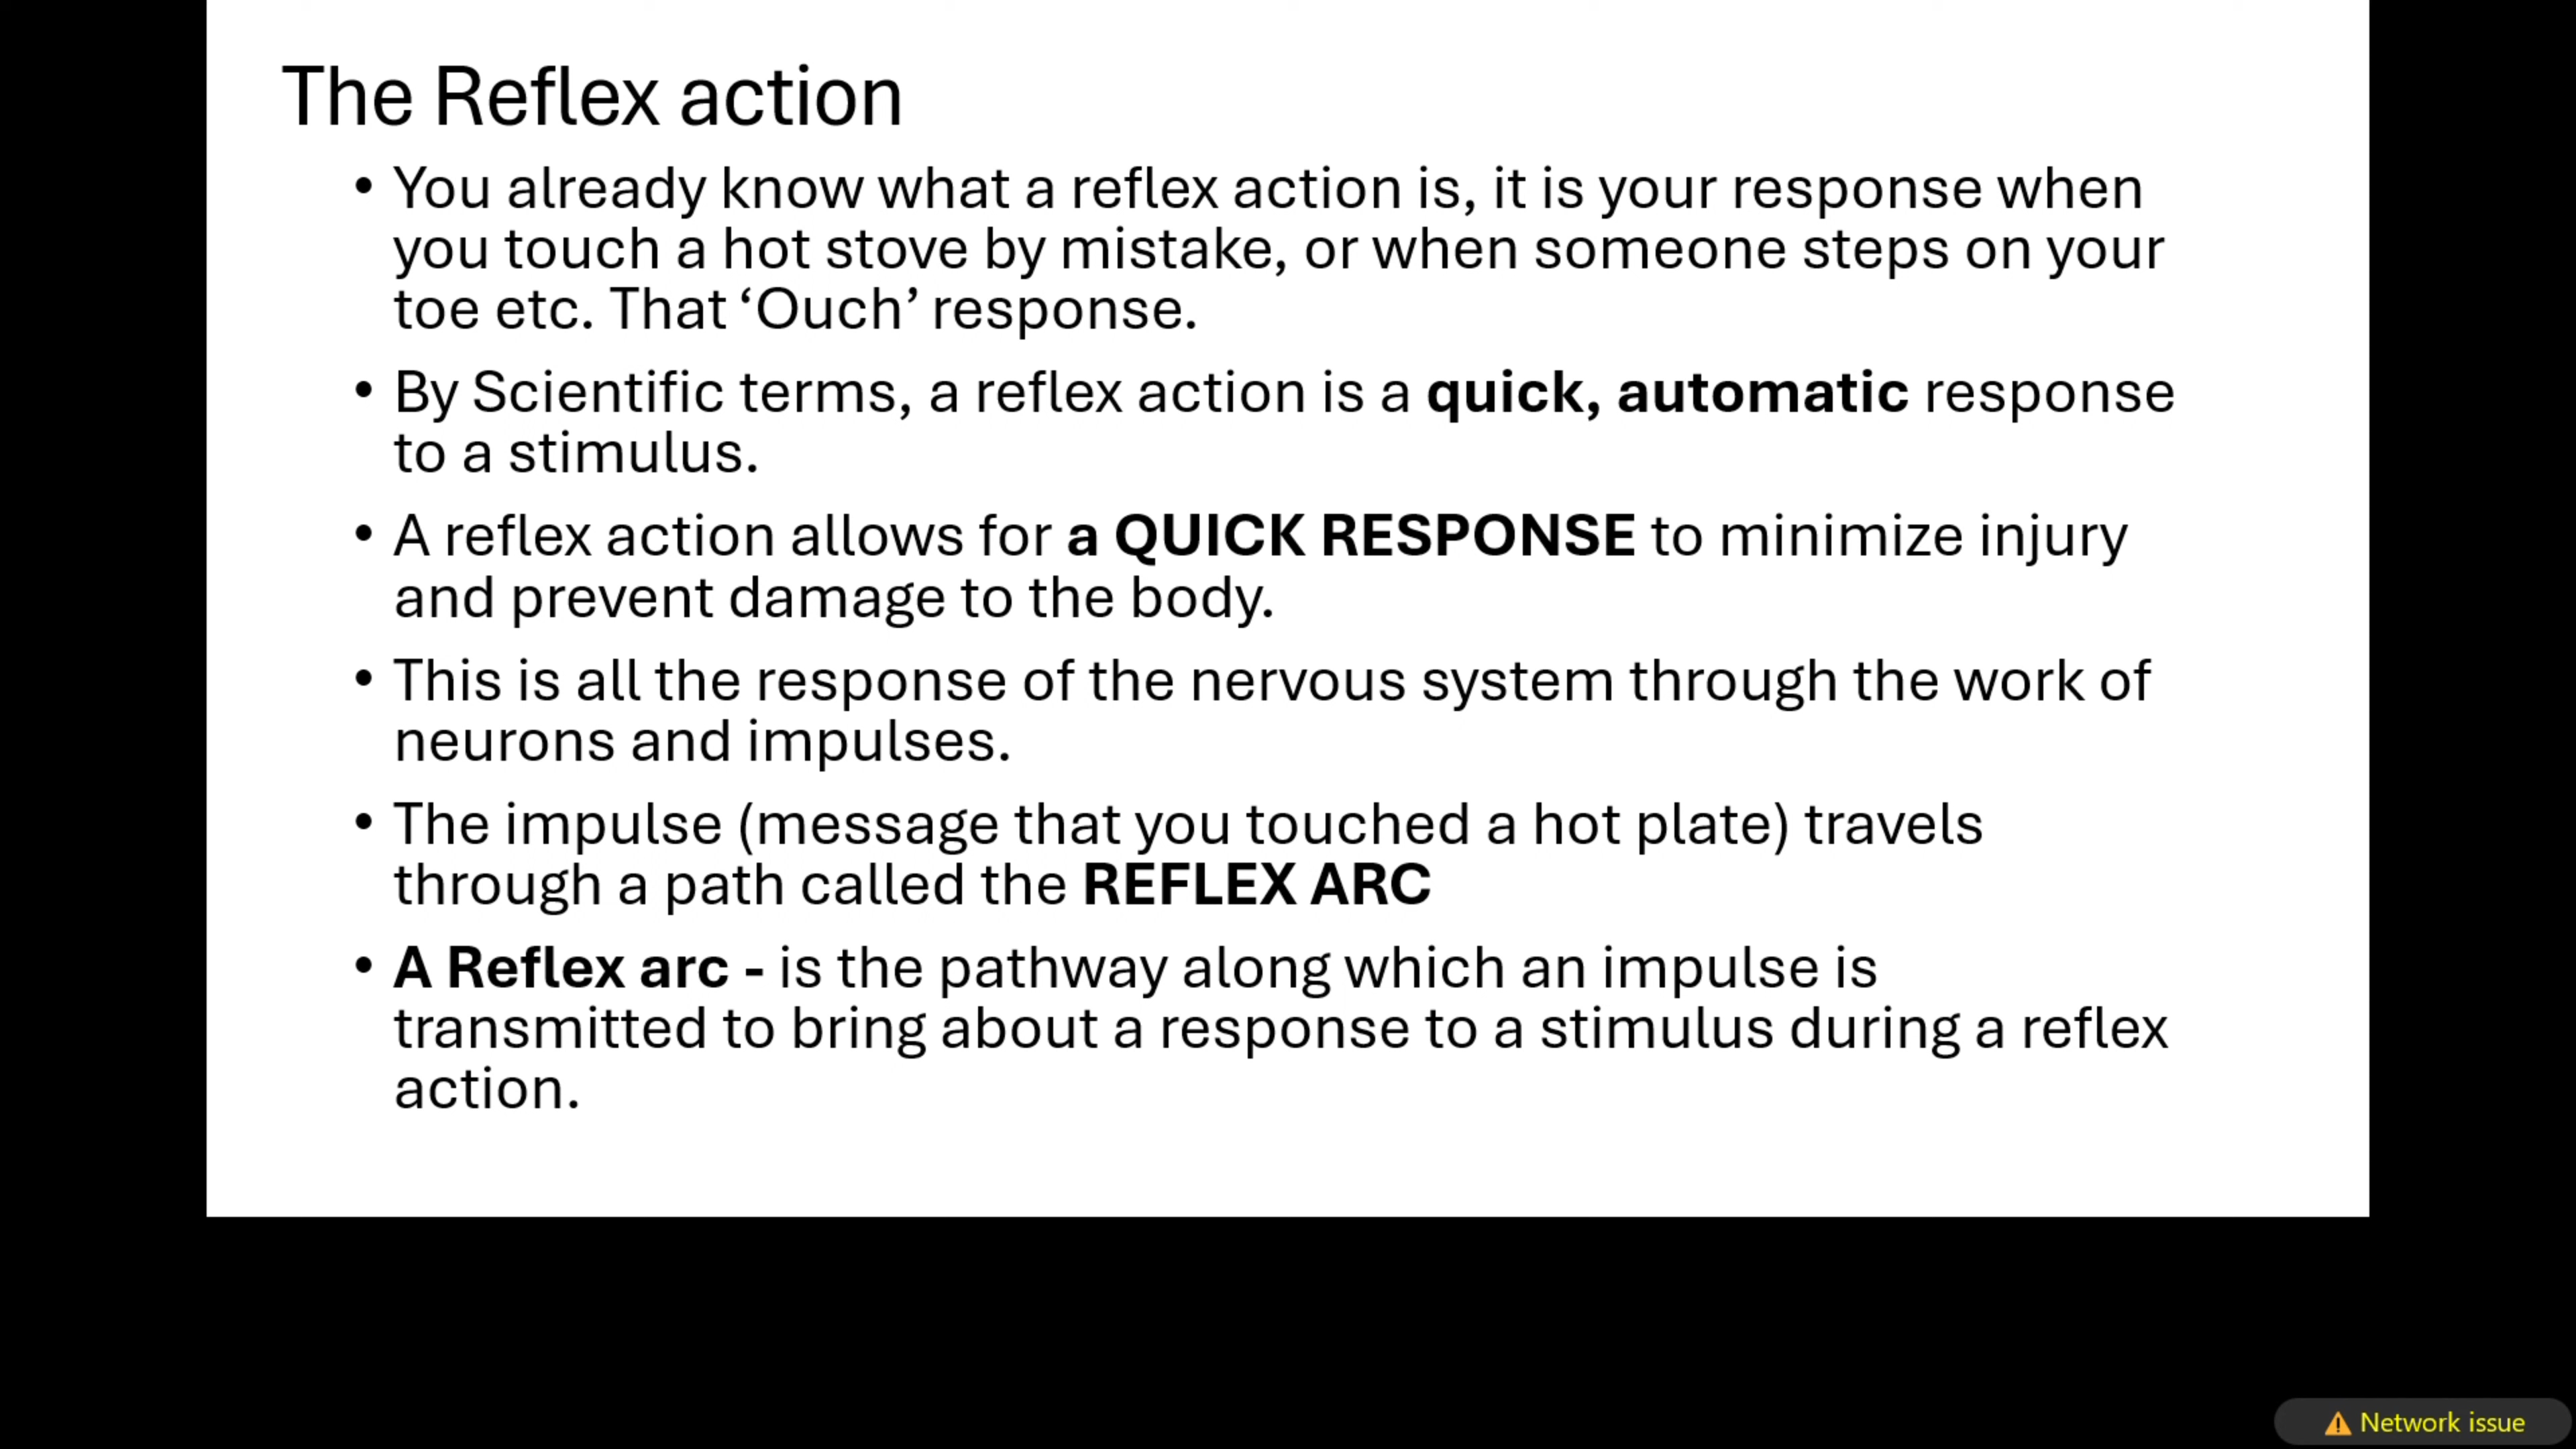 The Reflex action
• You already know what a reflex action is, it is your response when
you touch a hot stove by mistake, or when someone steps on your
toe etc. That ‘Ouch’ response.
• By Scientific terms, a reflex action is a quick, automatic response
to a stimulus.
• A reflex action allows for a QUICK RESPONSE to minimize injury
and prevent damage to the body.
• This is all the response of the nervous system through the work of
neurons and impulses.
• The impulse (message that you touched a hot plate) travels
through a path called the REFLEX ARC
• A Reflex arc - is the pathway along which an impulse is
transmitted to bring about a response to a stimulus during a reflex
action.
Network issue